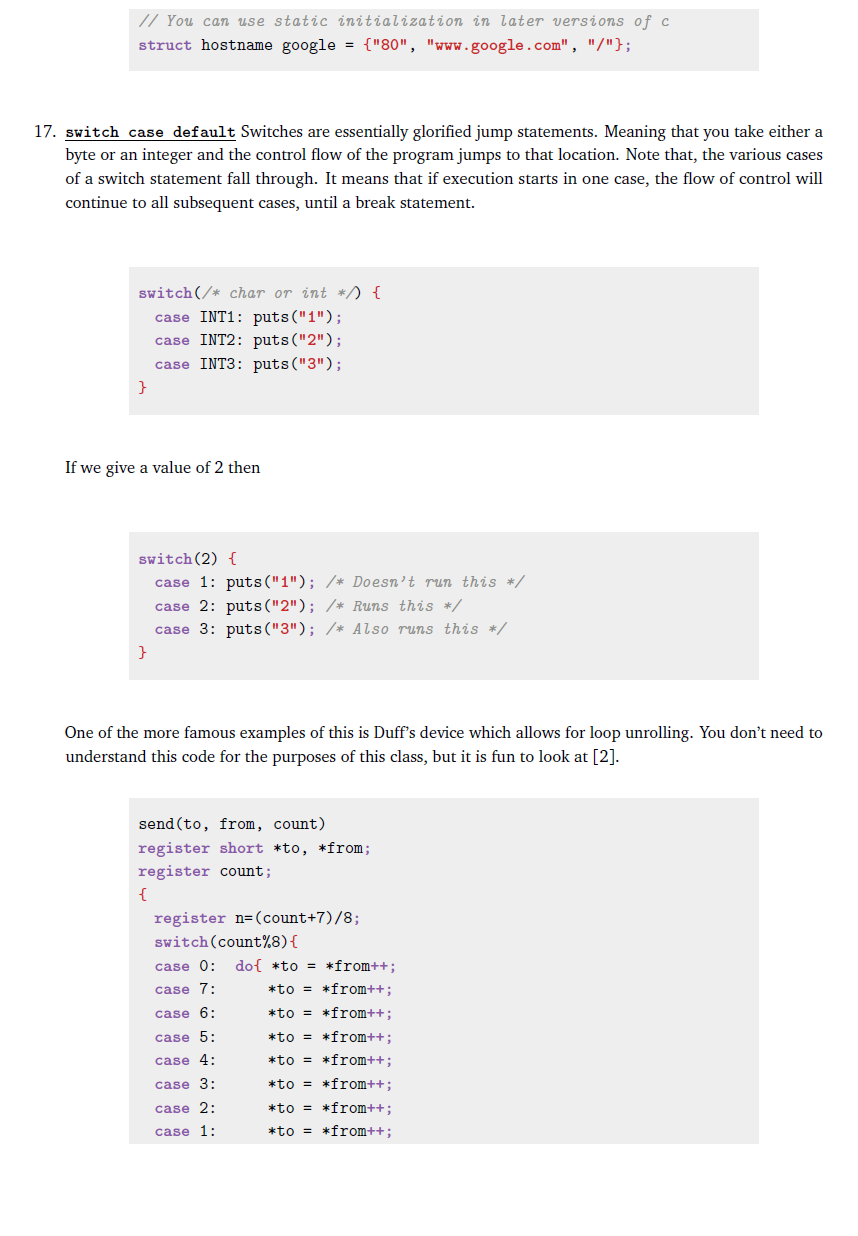 // You can use static initialization in later versions of c
struct hostname google = {"80", "www.google.com", "/"};
17. switch case default Switches are essentially glorified jump statements. Meaning that you take either a
byte or an integer and the control flow of the program jumps to that location. Note that, the various cases
of a switch statement fall through. It means that if execution starts in one case, the flow of control will
continue to all subsequent cases, until a break statement.
switch(/* char or int */) {
  case INT1: puts("1");
  case INT2: puts("2");
  case INT3: puts("3");
}
If we give a value of 2 then
switch(2) {
  case 1: puts("1"); /* Doesn't run this */
  case 2: puts("2"); /* Runs this */
  case 3: puts("3"); /* Also runs this */
}
One of the more famous examples of this is Duff's device which allows for loop unrolling. You don't need to
understand this code for the purposes of this class, but it is fun to look at [2].
send(to, from, count)
register short *to, *from;
register count;
{
  register n=(count+7)/8;
  switch(count%8){
  case 0:  do{ *to = *from++;
  case 7:      *to = *from++;
  case 6:      *to = *from++;
  case 5:      *to = *from++;
  case 4:      *to = *from++;
  case 3:      *to = *from++;
  case 2:      *to = *from++;
  case 1:      *to = *from++;